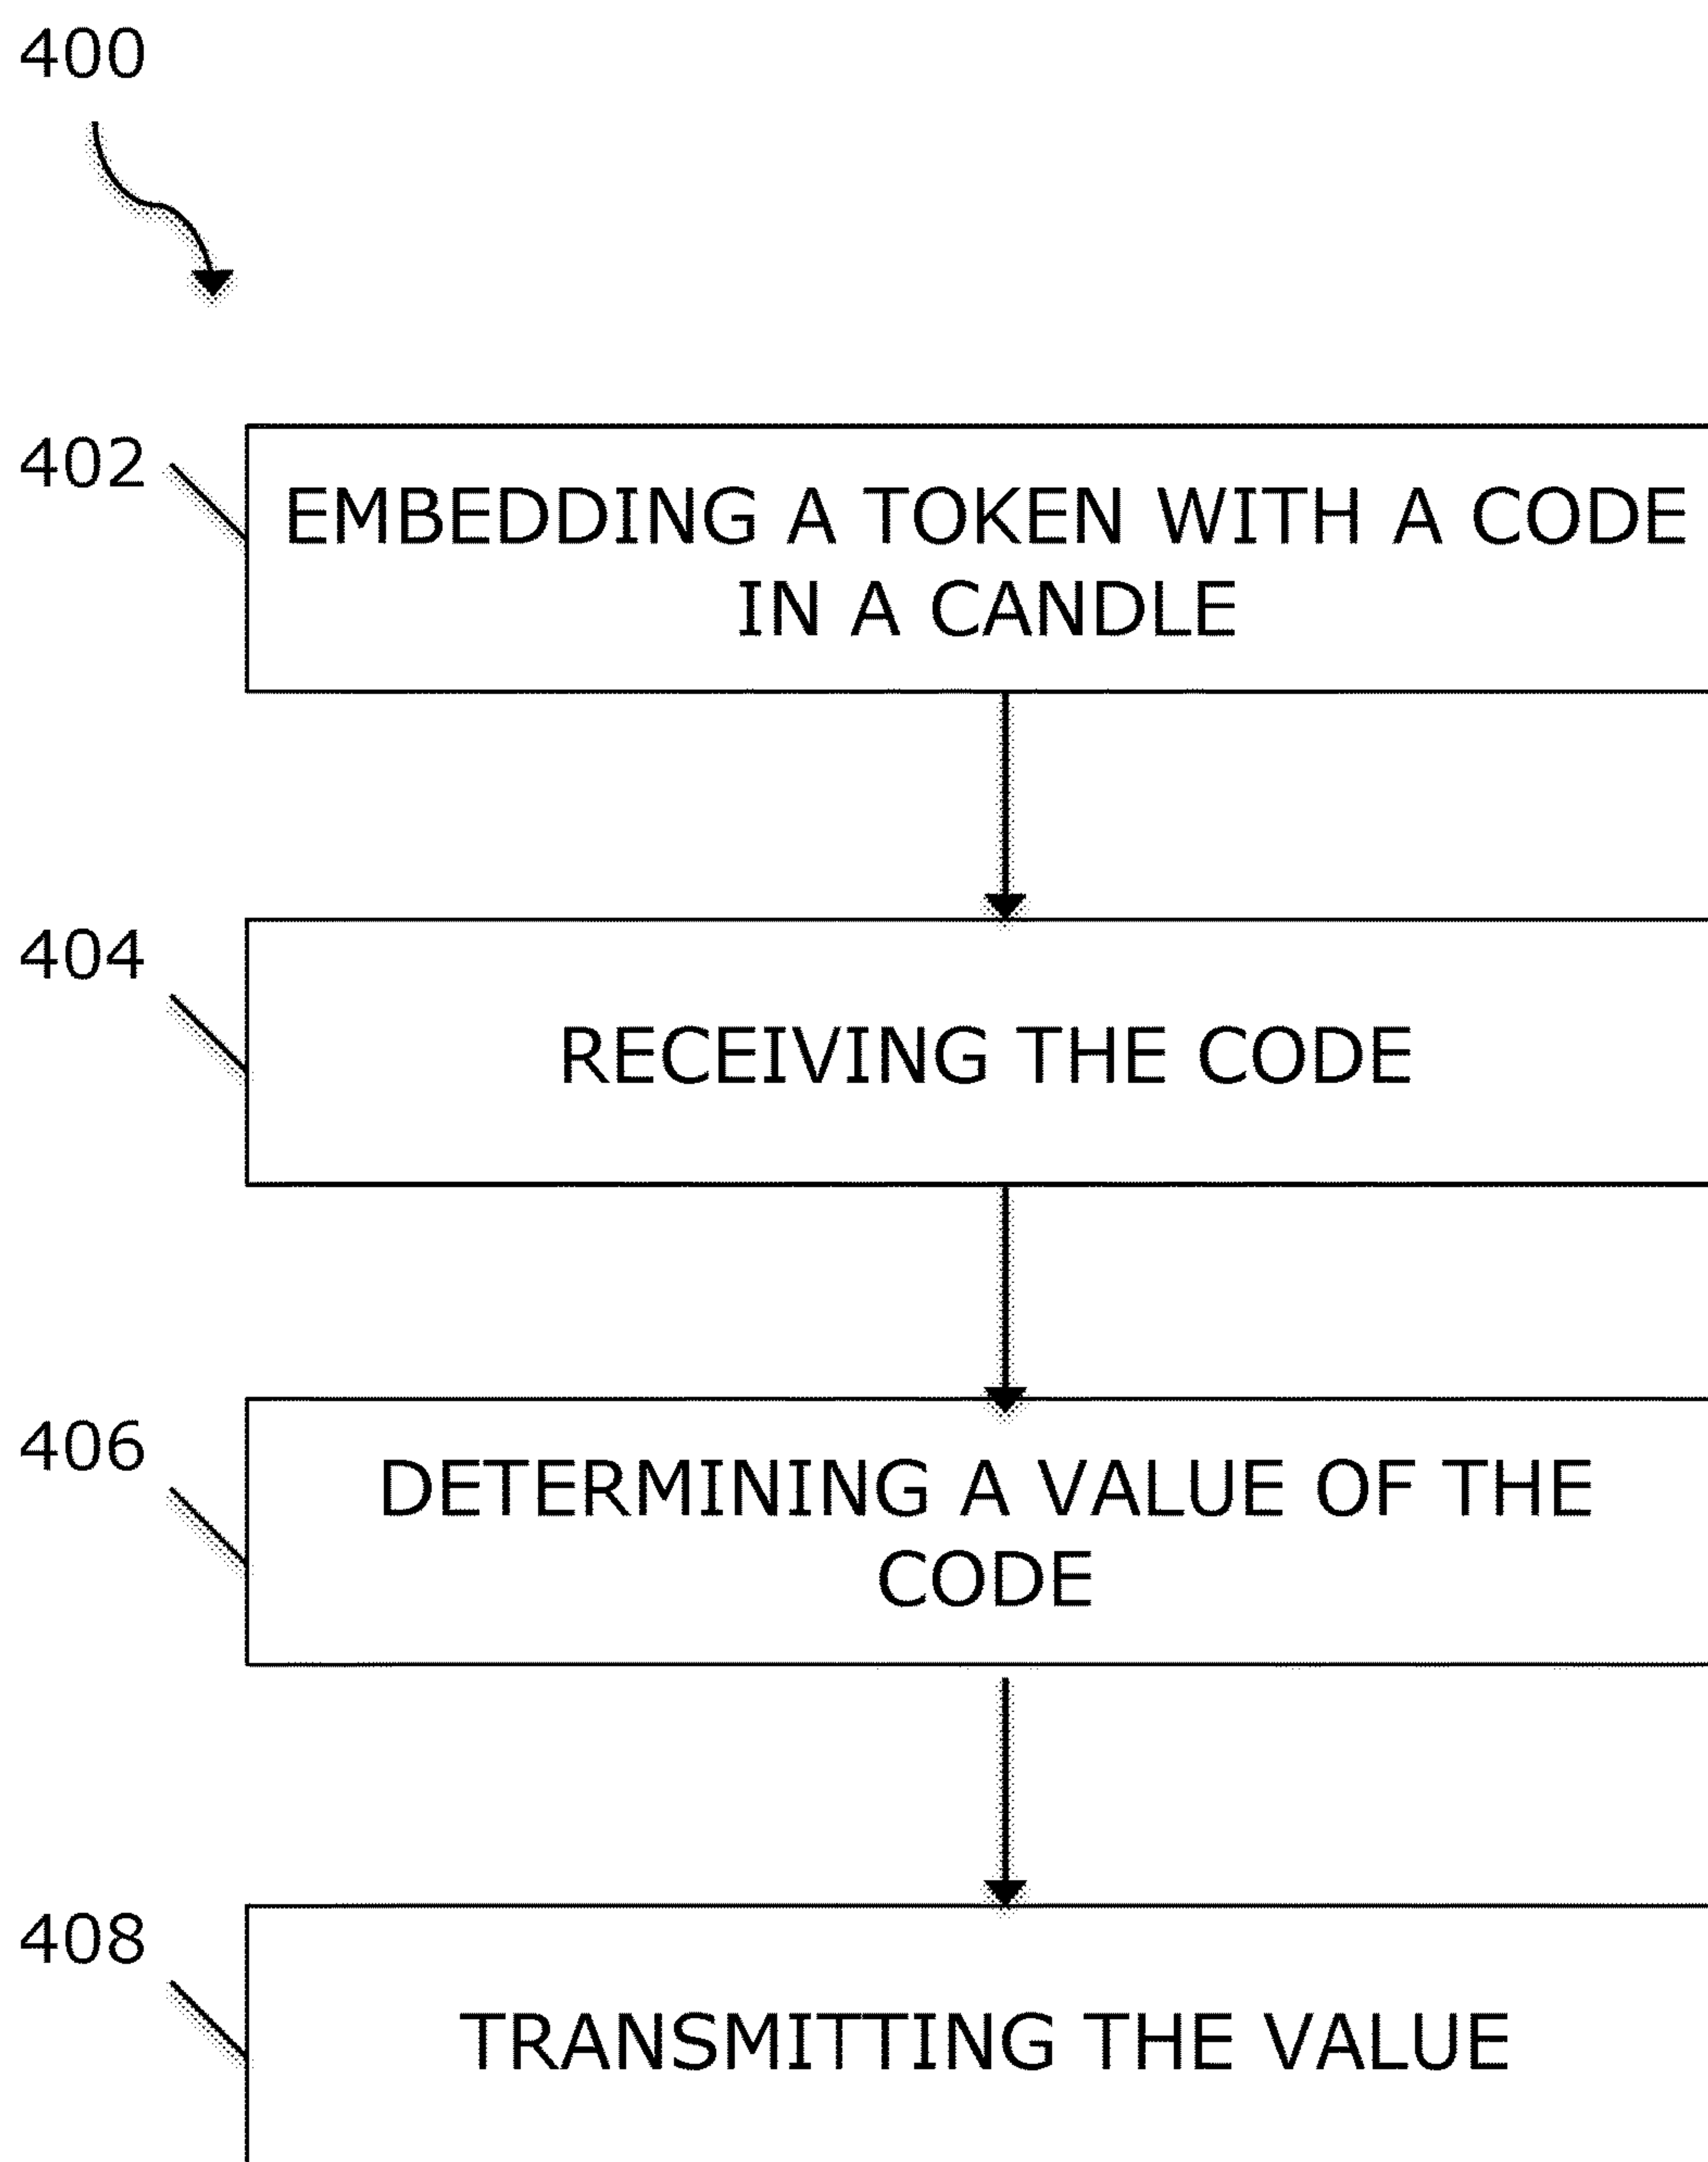 400
402
EMBEDDING A TOKEN WITH A CODE
IN A CANDLE
404
RECEIVING THE CODE
406
DETERMINING A VALUE OF THE
CODE
408
TRANSMITTING THE VALUE